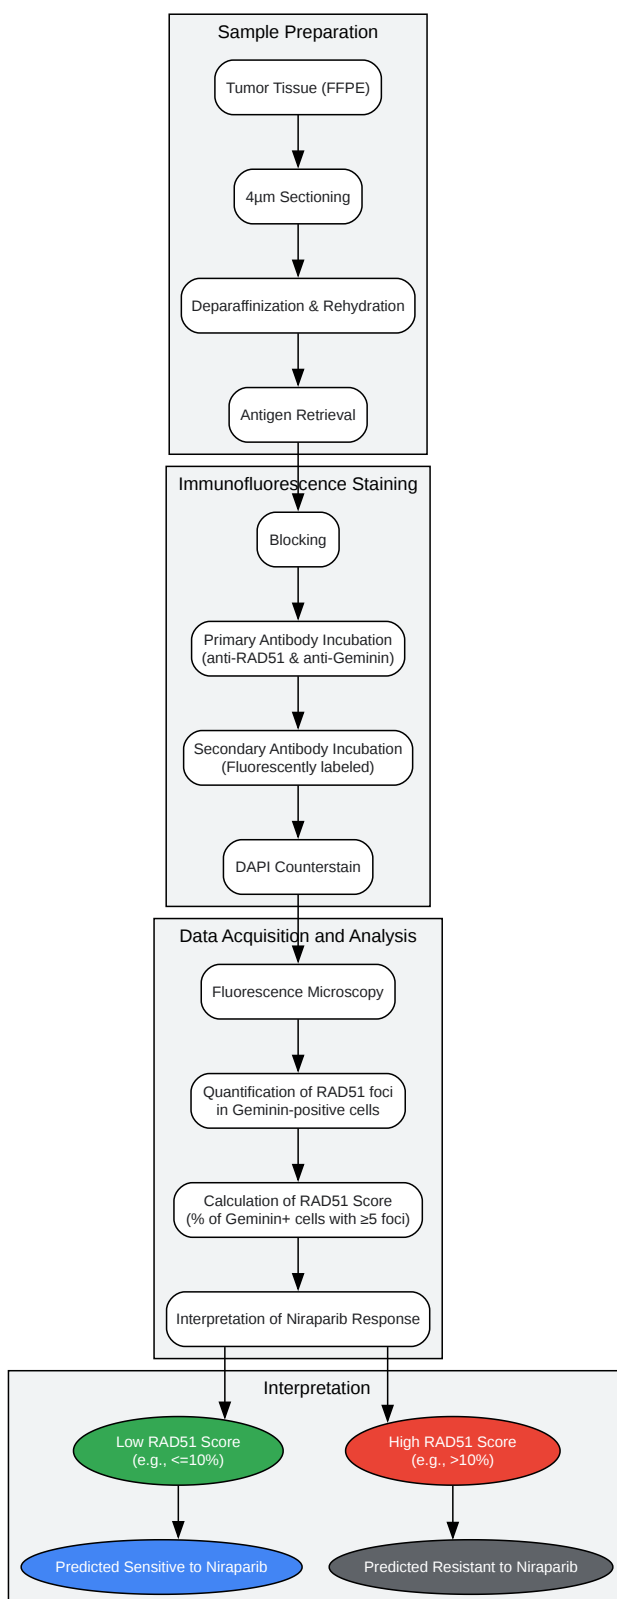 Sample Preparation
Tumor Tissue (FFPE)
4µm Sectioning
Deparaffinization & Rehydration
Antigen Retrieval
Immunofluorescence Staining
Blocking
Primary Antibody Incubation
(anti-RAD51 & anti-Geminin)
Secondary Antibody Incubation
(Fluorescently labeled)
DAPI Counterstain
Data Acquisition and Analysis
Fluorescence Microscopy
Quantification of RAD51 foci
in Geminin-positive cells
Calculation of RAD51 Score
(% of Geminin+ cells with ≥5 foci)
Interpretation of Niraparib Response
Interpretation
Low RAD51 Score
(e.g., <=10%)
High RAD51 Score
(e.g., >10%)
Predicted Sensitive to Niraparib
Predicted Resistant to Niraparib